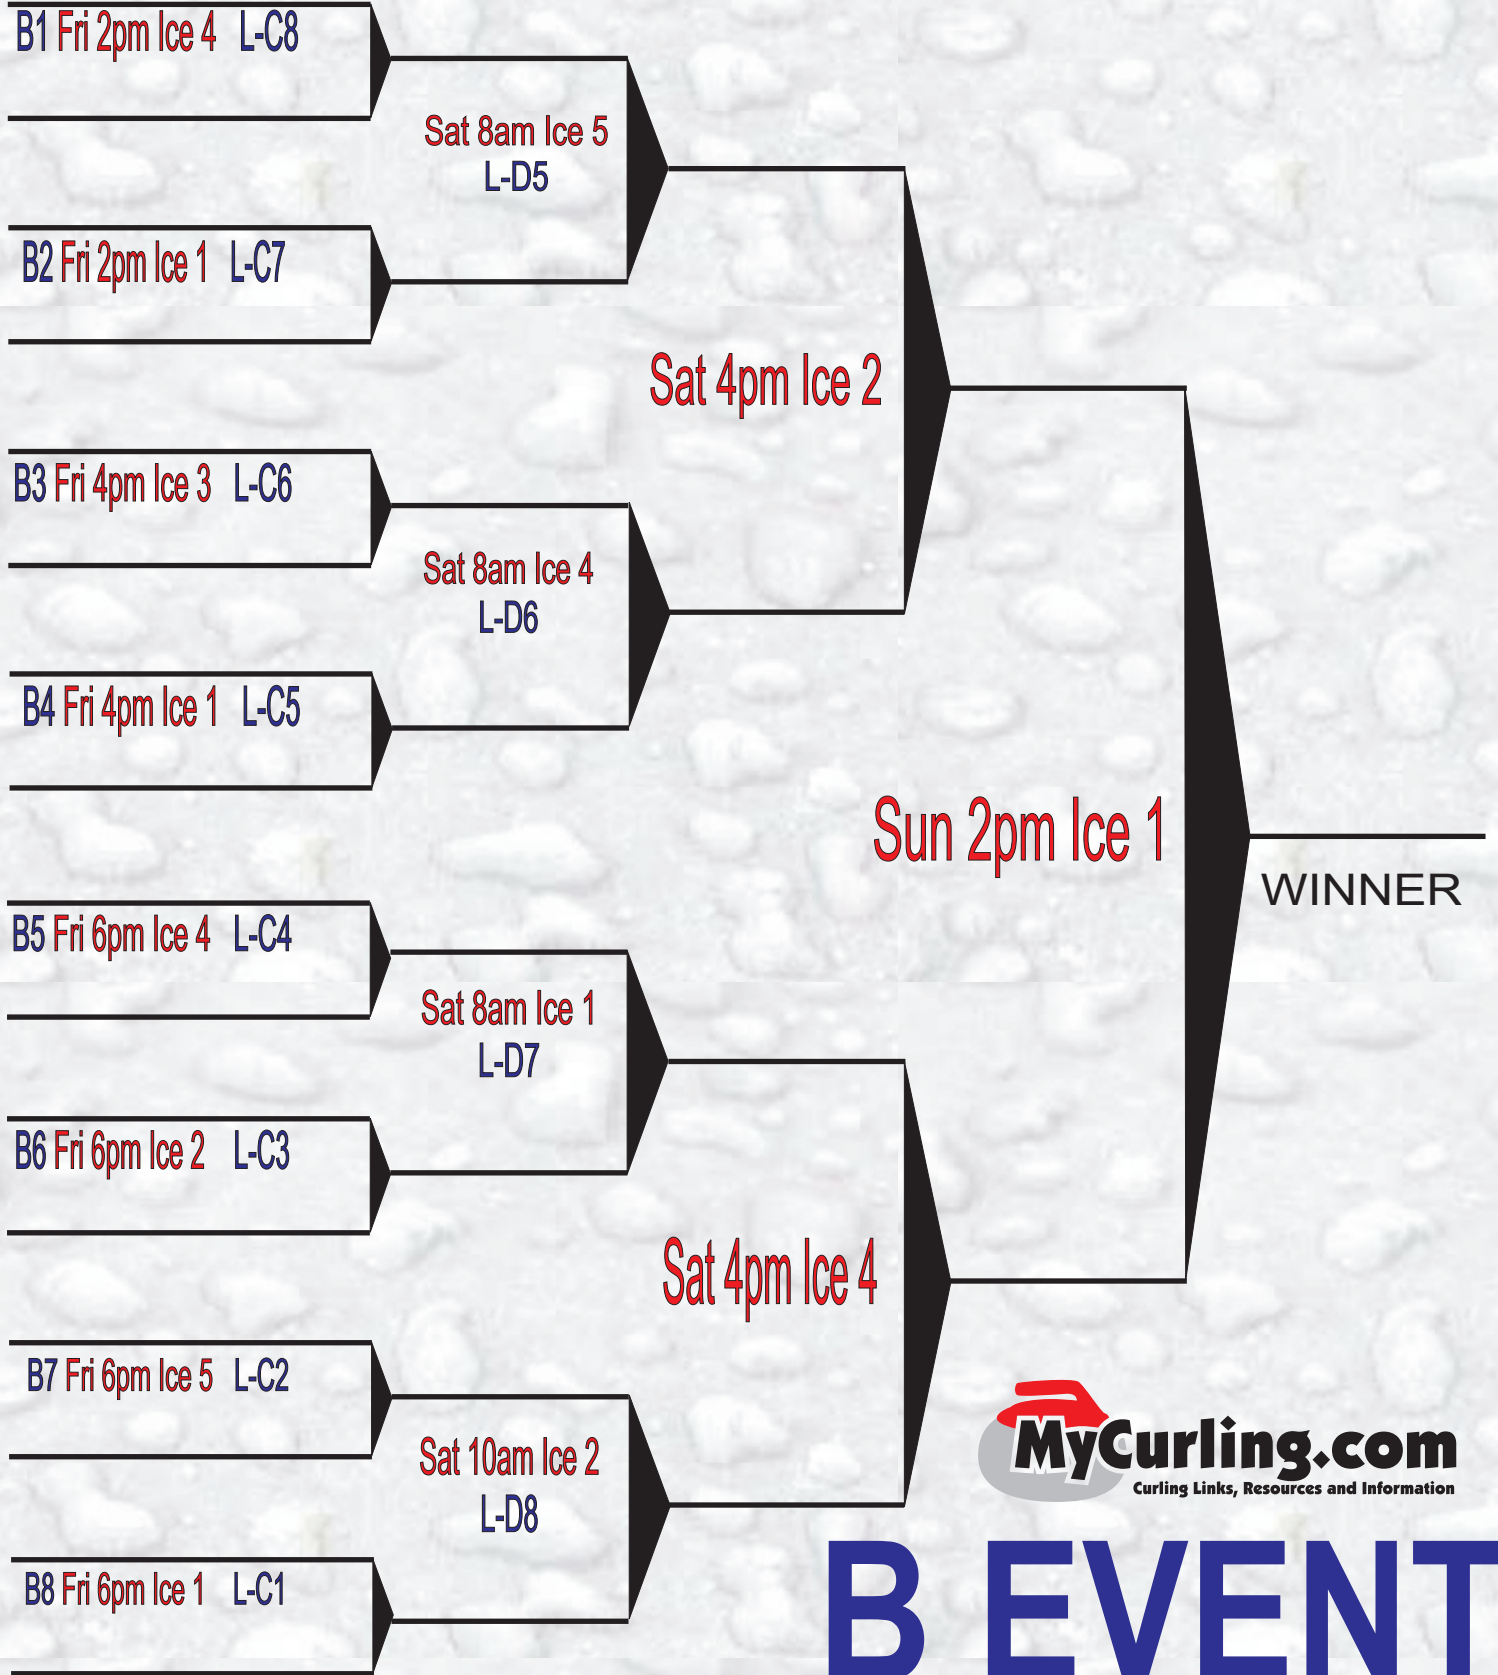 B1 Fri 2pm Ice 4 L-C8
Sat 8am Ice 5
L-D5
B2 Fri 2pm Ice 1 L-C7
Sat 4pm Ice 2
B3 Fri 4pm Ice 3 L-C6
Sat 8am Ice 4
L-D6
B4 Fri 4pm Ice 1 L-C5
Sun 2pm Ice 1
WINNER
B5 Fri 6pm Ice 4 L-C4
Sat 8am Ice 1
L-D7
B6 Fri 6pm Ice 2 L-C3
Sat 4pm Ice 4
B7 Fri 6pm Ice 5 L-C2
Sat 10am Ice 2
L-D8
B8 Fri 6pm Ice 1 L-C1
MyCurling.com
Curling Links, Resources and Information
B EVENT